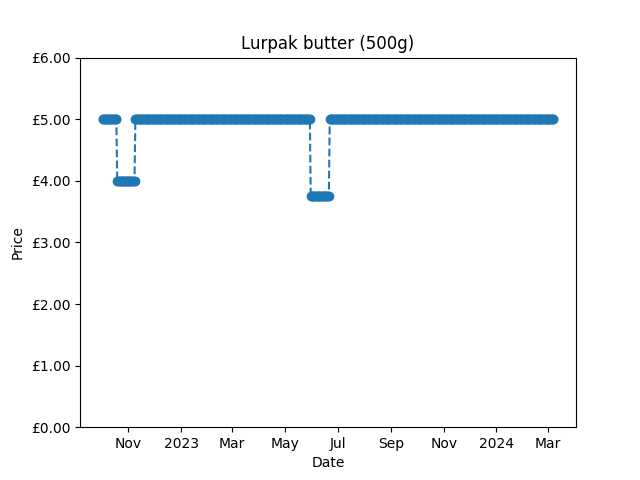 Lurpak butter (500g)
£6.00
£5.00
£4.00
£3.00
£2.00
£1.00
£0.00
Price
Nov 2023 Mar May Jul Sep Nov 2024 Mar
Date